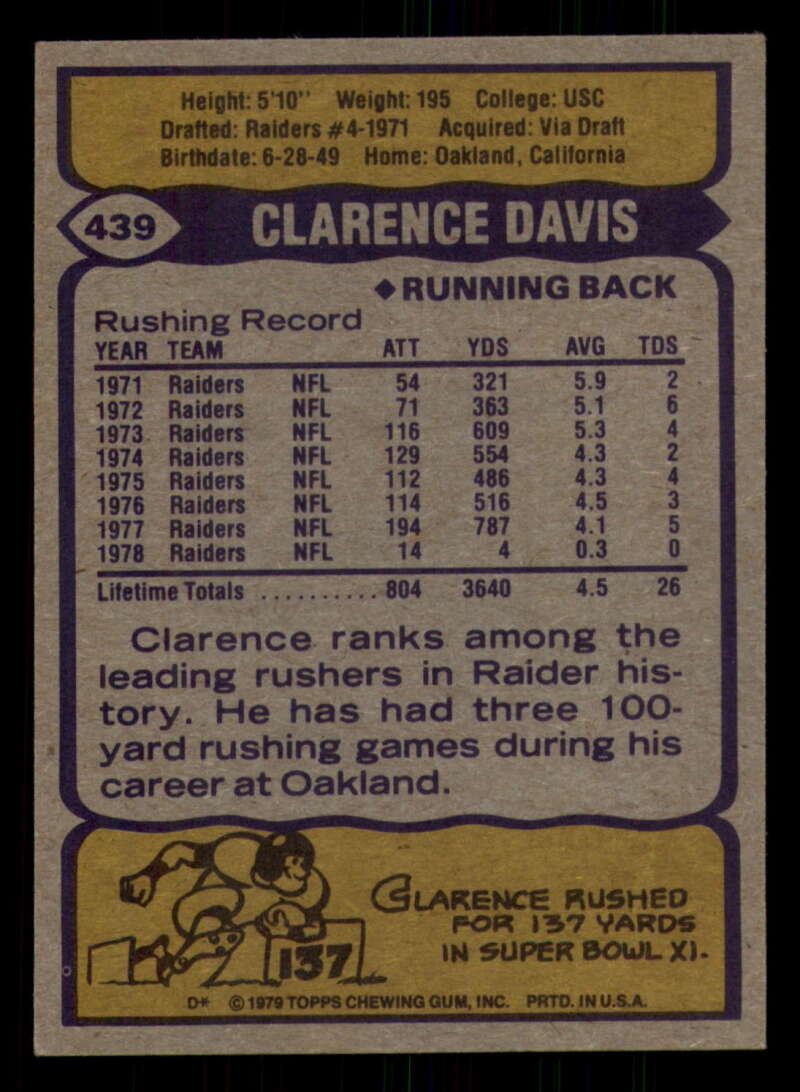 Height: 5'10" Weight: 195 College: USC
Drafted: Raiders #4-1971 Acquired: Via Draft
Birthdate: 6-28-49 Home: Oakland, California
439 CLARENCE DAVIS
◆ RUNNING BACK
Rushing Record
YEAR TEAM ATT YDS AVG TDS
1971 Raiders NFL 54 321 5.9 2
1972 Raiders NFL 71 363 5.1 6
1973 Raiders NFL 116 609 5.3 4
1974 Raiders NFL 129 554 4.3 2
1975 Raiders NFL 112 486 4.3 4
1976 Raiders NFL 114 516 4.5 3
1977 Raiders NFL 194 787 4.1 5
1978 Raiders NFL 14 4 0.3 0
Lifetime Totals .......... 804 3640 4.5 26
Clarence ranks among the
leading rushers in Raider his-
tory. He has had three 100-
yard rushing games during his
career at Oakland.
CLARENCE RUSHED
FOR 137 YARDS
IN SUPER BOWL XI.
137
D* © 1979 TOPPS CHEWING GUM, INC. PRTD. IN U.S.A.